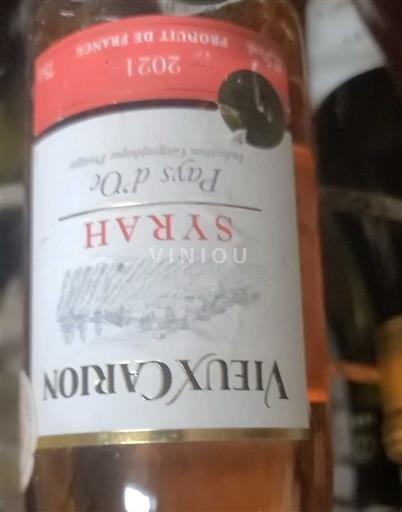 VIEUX CARION
SYRAH
Pays d'Oc
Indication Géographique Protégée
2021
PRODUIT DE FRANCE
VINIOU